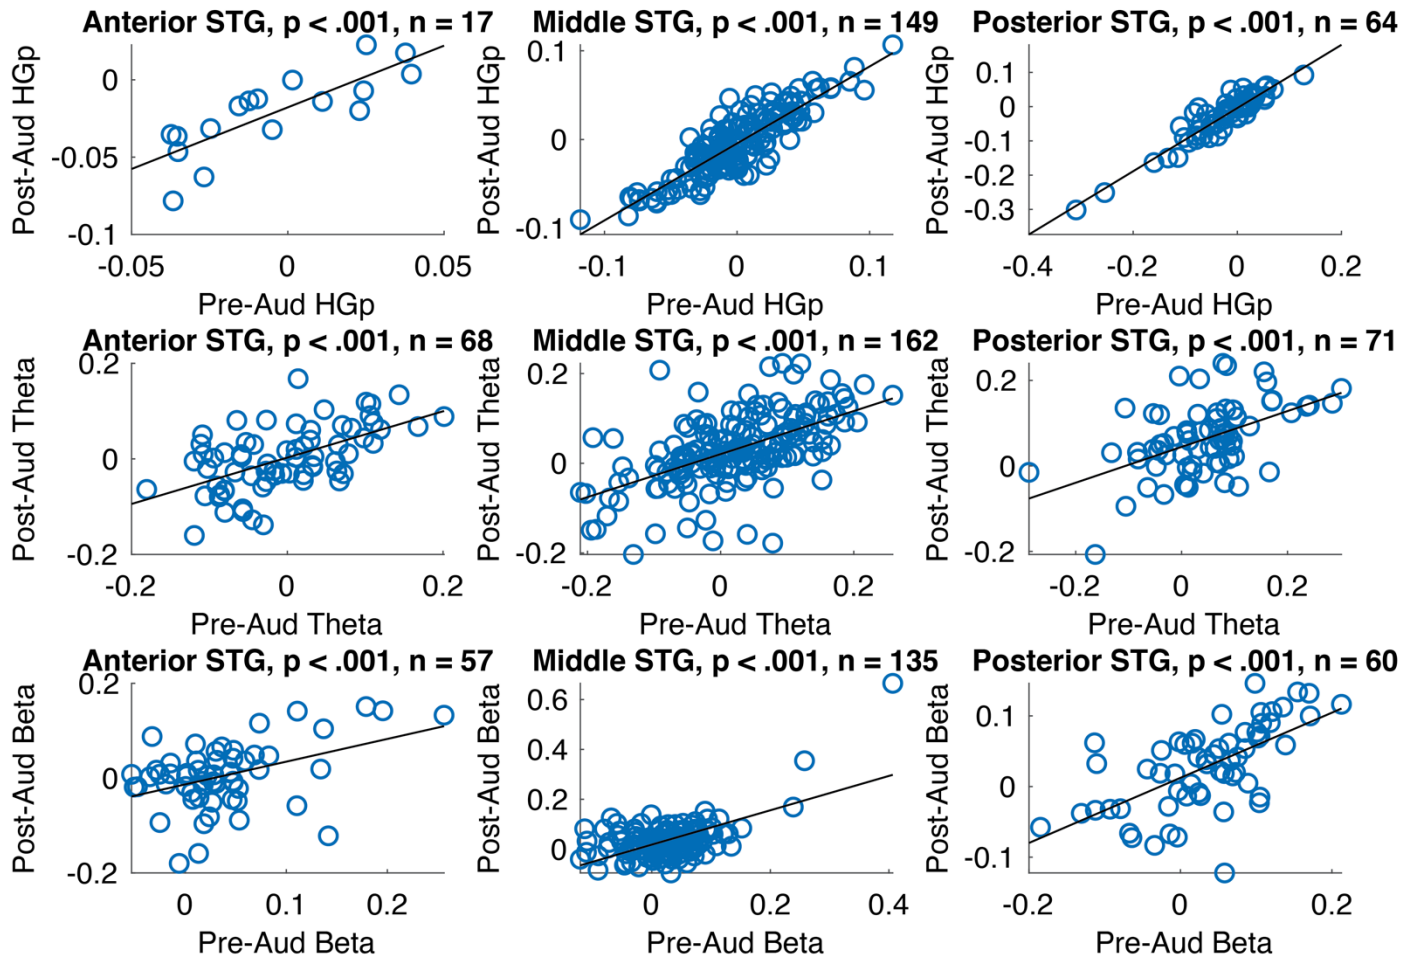 Anterior STG, p < .001, n = 17
Post-Aud HGp
0
-0.05
-0.1
-0.05 0 0.05
Pre-Aud HGp
Middle STG, p < .001, n = 149
Post-Aud HGp
0.1
0
-0.1
-0.1 0 0.1
Pre-Aud HGp
Posterior STG, p < .001, n = 64
Post-Aud HGp
0.1
0
-0.1
-0.2
-0.3
-0.4 -0.2 0 0.2
Pre-Aud HGp
Anterior STG, p < .001, n = 68
Post-Aud Theta
0.2
0
-0.2
-0.2 0 0.2
Pre-Aud Theta
Middle STG, p < .001, n = 162
Post-Aud Theta
0.2
0
-0.2
-0.2 0 0.2
Pre-Aud Theta
Posterior STG, p < .001, n = 71
Post-Aud Theta
0.2
0
-0.2
-0.2 0 0.2
Pre-Aud Theta
Anterior STG, p < .001, n = 57
Post-Aud Beta
0.2
0
-0.2
0 0.1 0.2
Pre-Aud Beta
Middle STG, p < .001, n = 135
Post-Aud Beta
0.6
0.4
0.2
0
0 0.2 0.4
Pre-Aud Beta
Posterior STG, p < .001, n = 60
Post-Aud Beta
0.1
0
-0.1
-0.2 0 0.2
Pre-Aud Beta